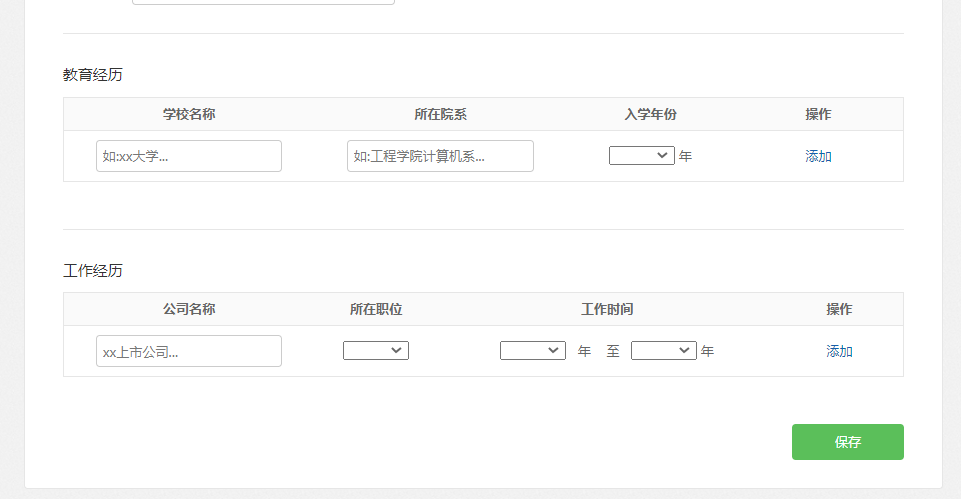 教育经历
学校名称 所在院系 入学年份 操作
如:xx大学... 如:工程学院计算机系... 年 添加
工作经历
公司名称 所在职位 工作时间 操作
xx上市公司... 年 至 年 添加
保存